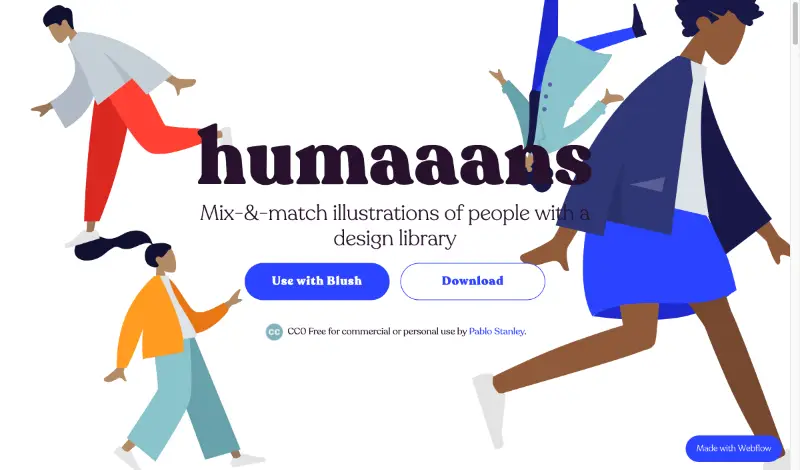 humaaans
Mix-&-match illustrations of people with a
design library
Use with Blush
Download
CC CC0 Free for commercial or personal use by Pablo Stanley.
Made with Webflow